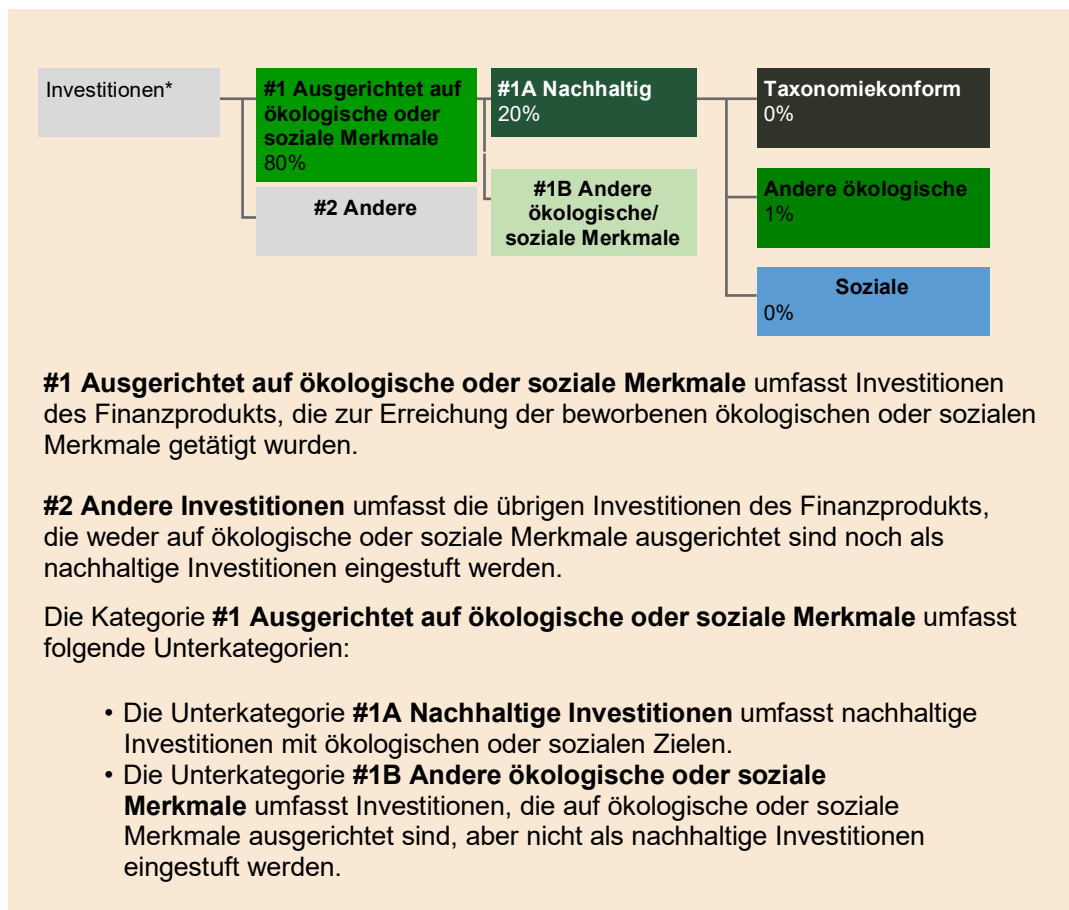 Investitionen*
#1 Ausgerichtet auf
ökologische oder
soziale Merkmale
80%
#2 Andere
#1A Nachhaltig
20%
#1B Andere
ökologische/
soziale Merkmale
Taxonomiekonform
0%
Andere ökologische
1%
Soziale
0%
#1 Ausgerichtet auf ökologische oder soziale Merkmale umfasst Investitionen
des Finanzprodukts, die zur Erreichung der beworbenen ökologischen oder sozialen
Merkmale getätigt wurden.
#2 Andere Investitionen umfasst die übrigen Investitionen des Finanzprodukts,
die weder auf ökologische oder soziale Merkmale ausgerichtet sind noch als
nachhaltige Investitionen eingestuft werden.
Die Kategorie #1 Ausgerichtet auf ökologische oder soziale Merkmale umfasst
folgende Unterkategorien:
• Die Unterkategorie #1A Nachhaltige Investitionen umfasst nachhaltige
Investitionen mit ökologischen oder sozialen Zielen.
• Die Unterkategorie #1B Andere ökologische oder soziale
Merkmale umfasst Investitionen, die auf ökologische oder soziale
Merkmale ausgerichtet sind, aber nicht als nachhaltige Investitionen
eingestuft werden.